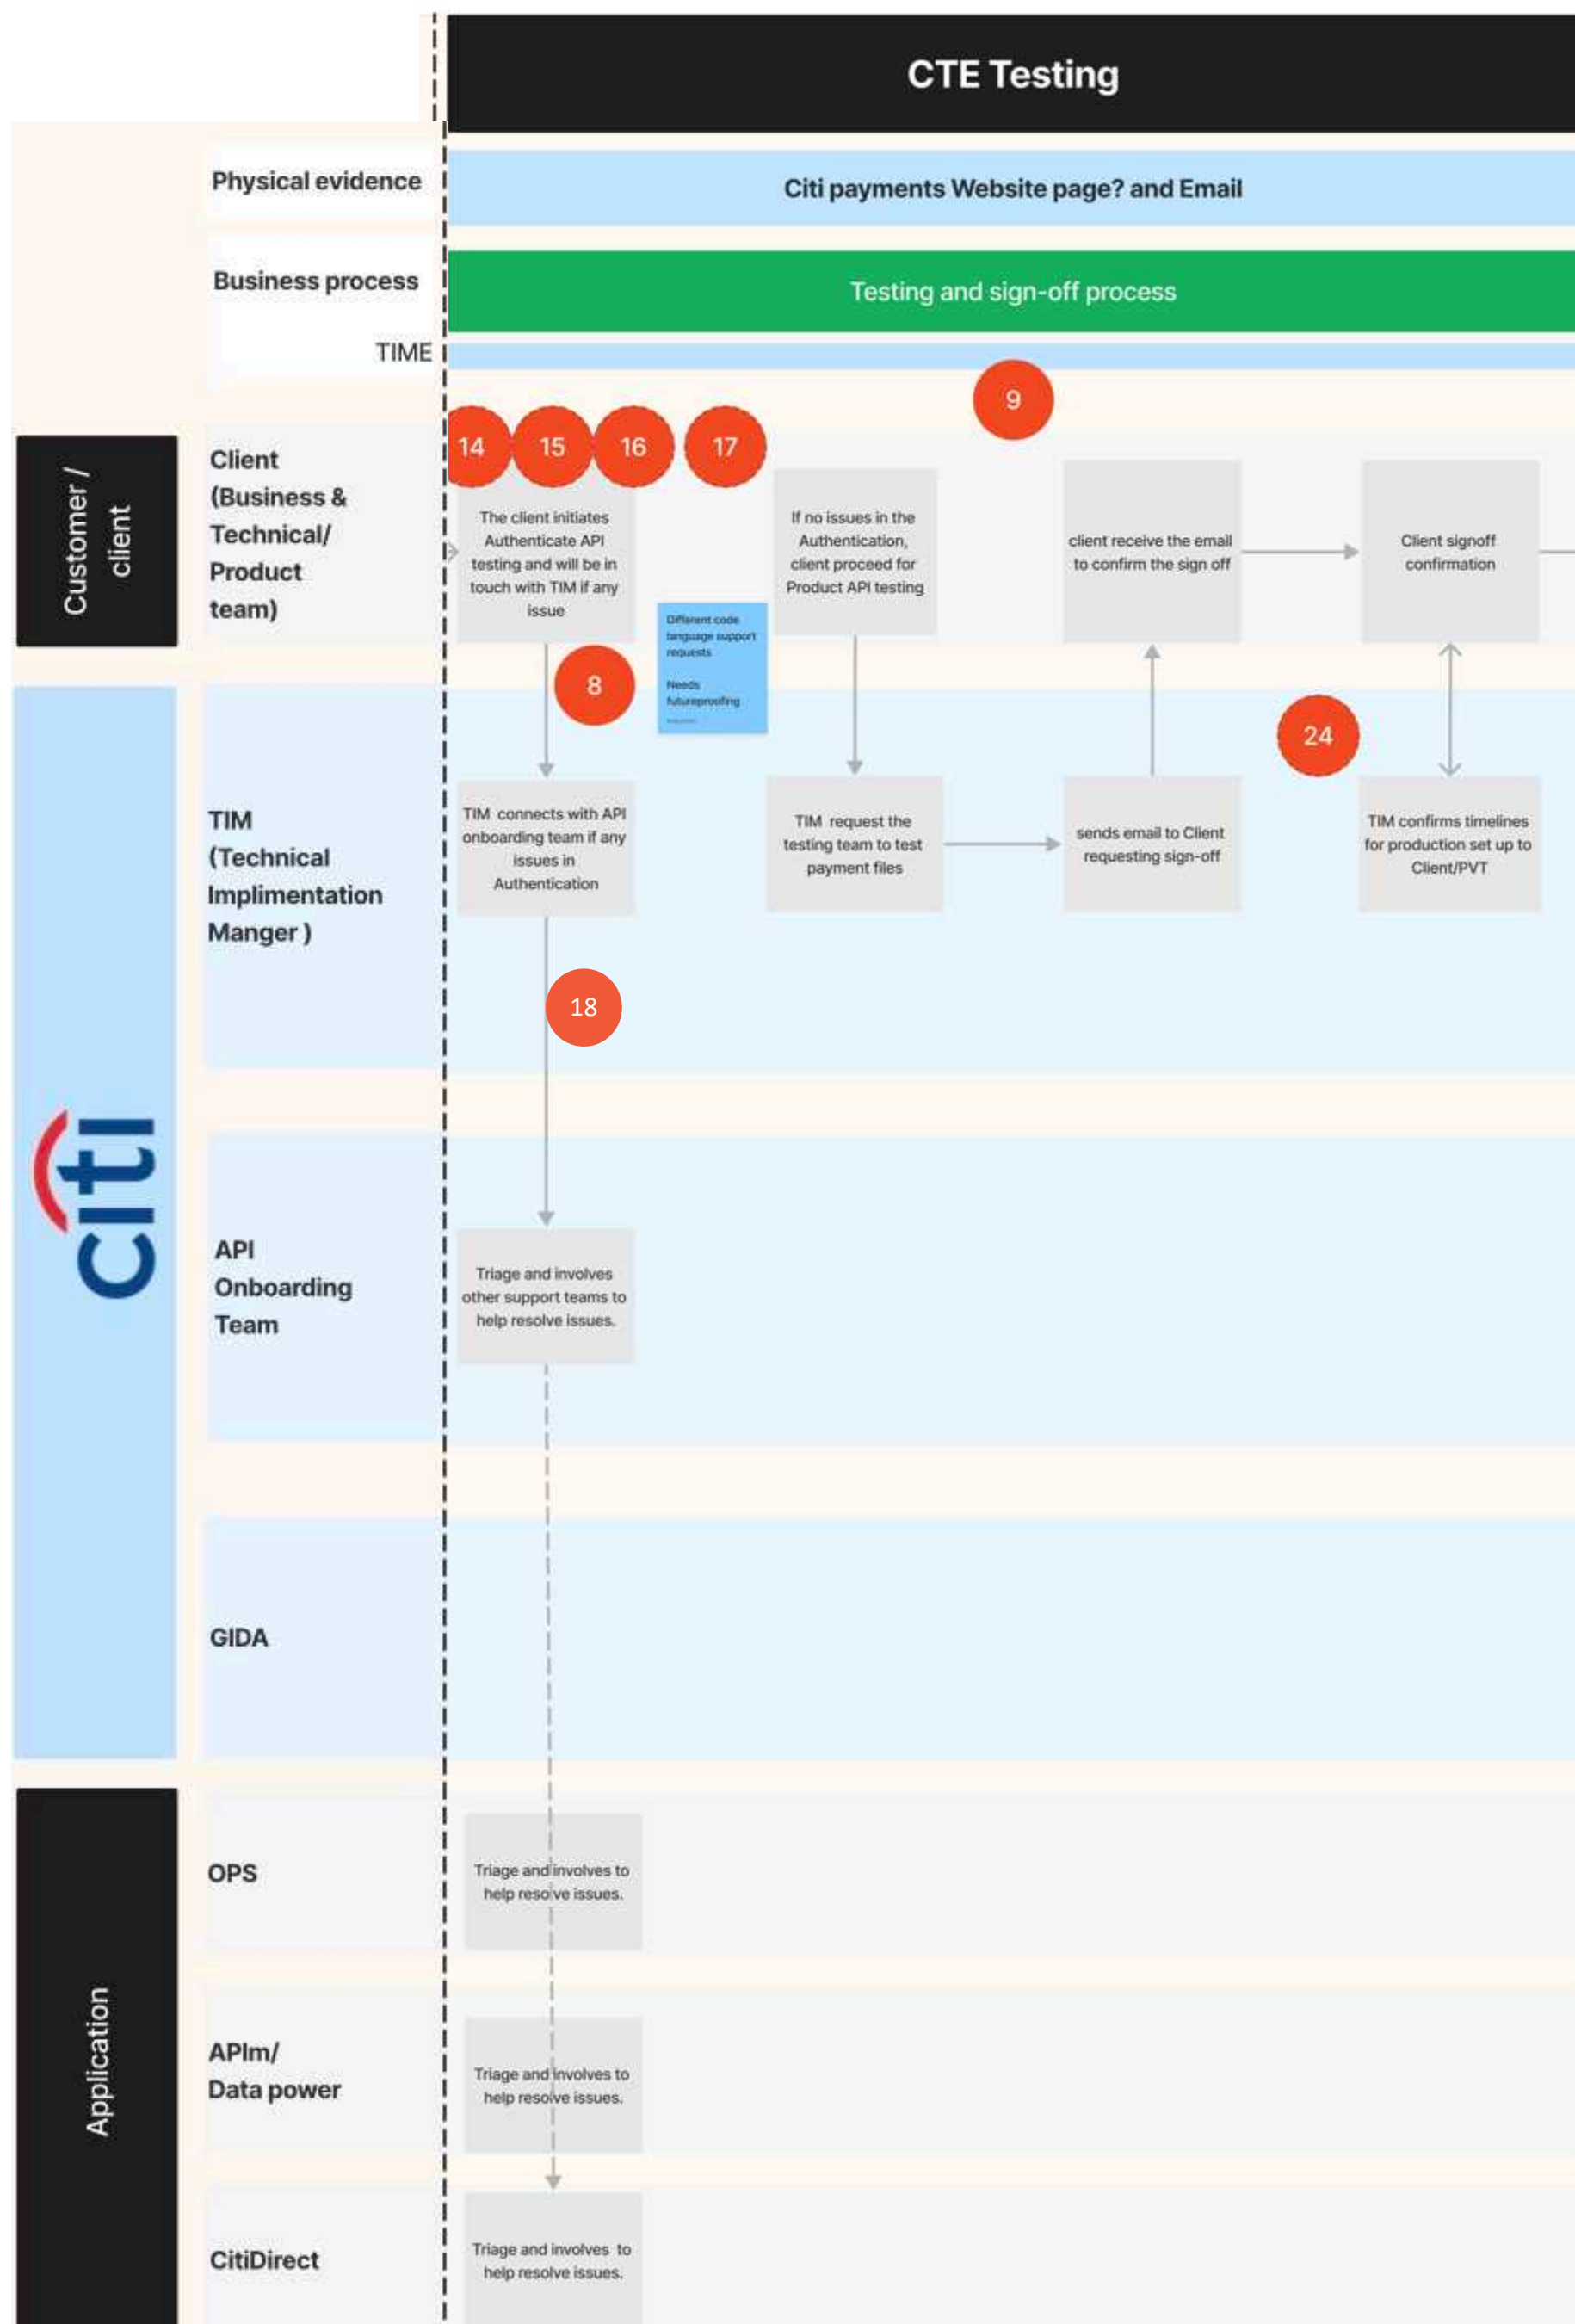 CTE Testing
Physical evidence
Citi payments Website page? and Email
Business process
Testing and sign-off process
TIME
9
14
15
16
17
Customer /
client
Client
(Business &
Technical/
Product
team)
The client initiates
Authenticate API
testing and will be in
touch with TIM if any
issue
If no issues in the
Authentication,
client proceed for
Product API testing
client receive the email
to confirm the sign off
Client signoff
confirmation
Different code
language support
requests
Needs
futureproofing
8
24
citi
TIM
(Technical
Implimentation
Manger )
TIM connects with API
onboarding team if any
issues in
Authentication
TIM request the
testing team to test
payment files
sends email to Client
requesting sign-off
TIM confirms timelines
for production set up to
Client/PVT
18
API
Onboarding
Team
Triage and involves
other support teams to
help resolve issues.
GIDA
Application
OPS
Triage and involves to
help resolve issues.
APIm/
Data power
Triage and involves to
help resolve issues.
CitiDirect
Triage and involves to
help resolve issues.